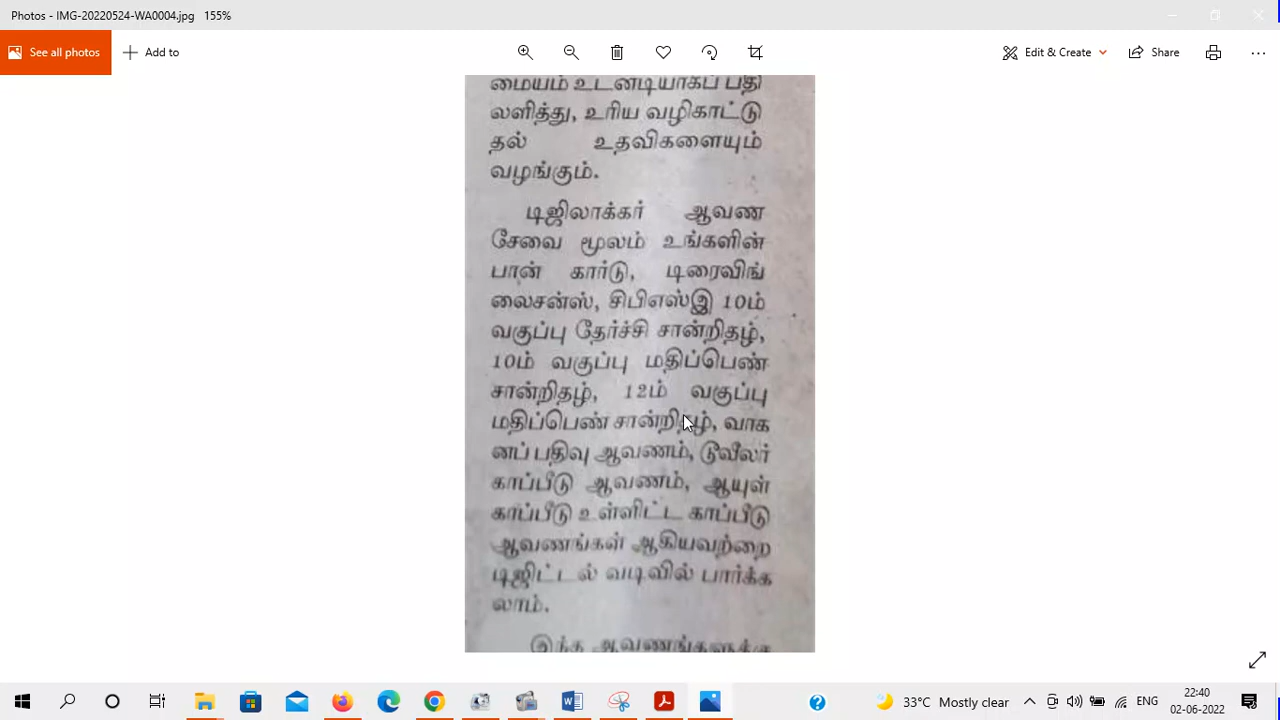 Photos - IMG-20220524-WA0004.jpg 155%
See all photos
Add to
Edit & Create
Share
மையம் உடனடியாகப் பதி
லளித்து, உரிய வழிகாட்டு
தல் உதவிகளையும்
வழங்கும்.
டிஜிலாக்கர் ஆவண
சேவை மூலம் உங்களின்
பான் கார்டு, டிரைவிங்
லைசன்ஸ், சிபிஎஸ்இ 10ம்
வகுப்பு தேர்ச்சி சான்றிதழ்,
10ம் வகுப்பு மதிப்பெண்
சான்றிதழ், 12ம் வகுப்பு
மதிப்பெண் சான்றிதழ், வாக
னப் பதிவு ஆவணம், டூவீலர்
காப்பீடு ஆவணம், ஆயுள்
காப்பீடு உள்ளிட்ட காப்பீடு
ஆவணங்கள் ஆகியவற்றை
டிஜிட்டல் வடிவில் பார்க்க
லாம்.
இந்த ஆவணங்களுக்கு
33°C Mostly clear
ENG
22:40
02-06-2022